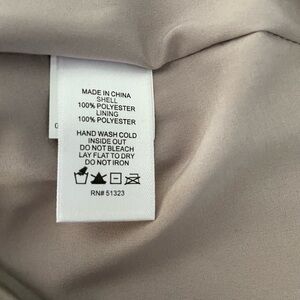 MADE IN CHINA
SHELL
100% POLYESTER
LINING
100% POLYESTER
HAND WASH COLD
INSIDE OUT
DO NOT BLEACH
LAY FLAT TO DRY
DO NOT IRON
RN# 51323